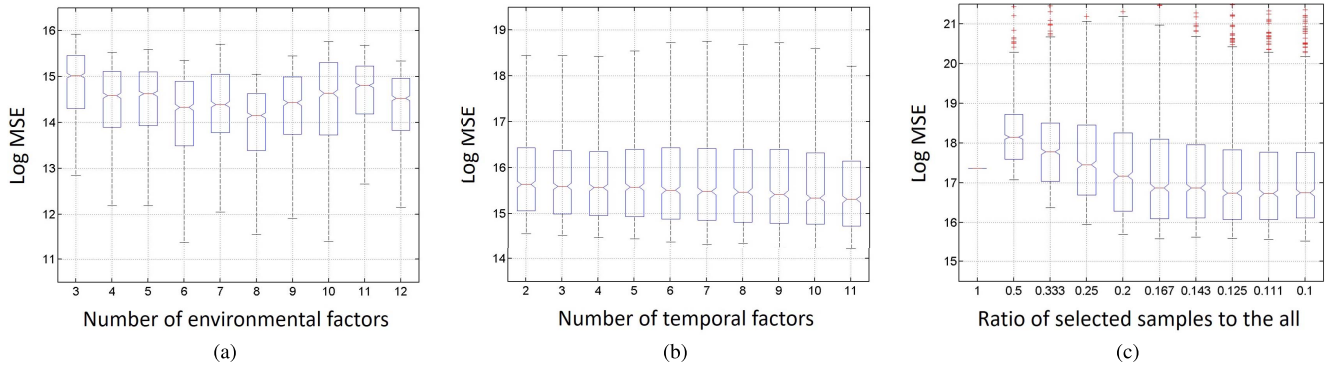 16
15
14
13
12
11
Log MSE
3 4 5 6 7 8 9 10 11 12
Number of environmental factors
(a)
19
18
17
16
15
14
Log MSE
2 3 4 5 6 7 8 9 10 11
Number of temporal factors
(b)
21
20
19
18
17
16
15
Log MSE
1 0.5 0.333 0.25 0.2 0.167 0.143 0.125 0.111 0.1
Ratio of selected samples to the all
(c)